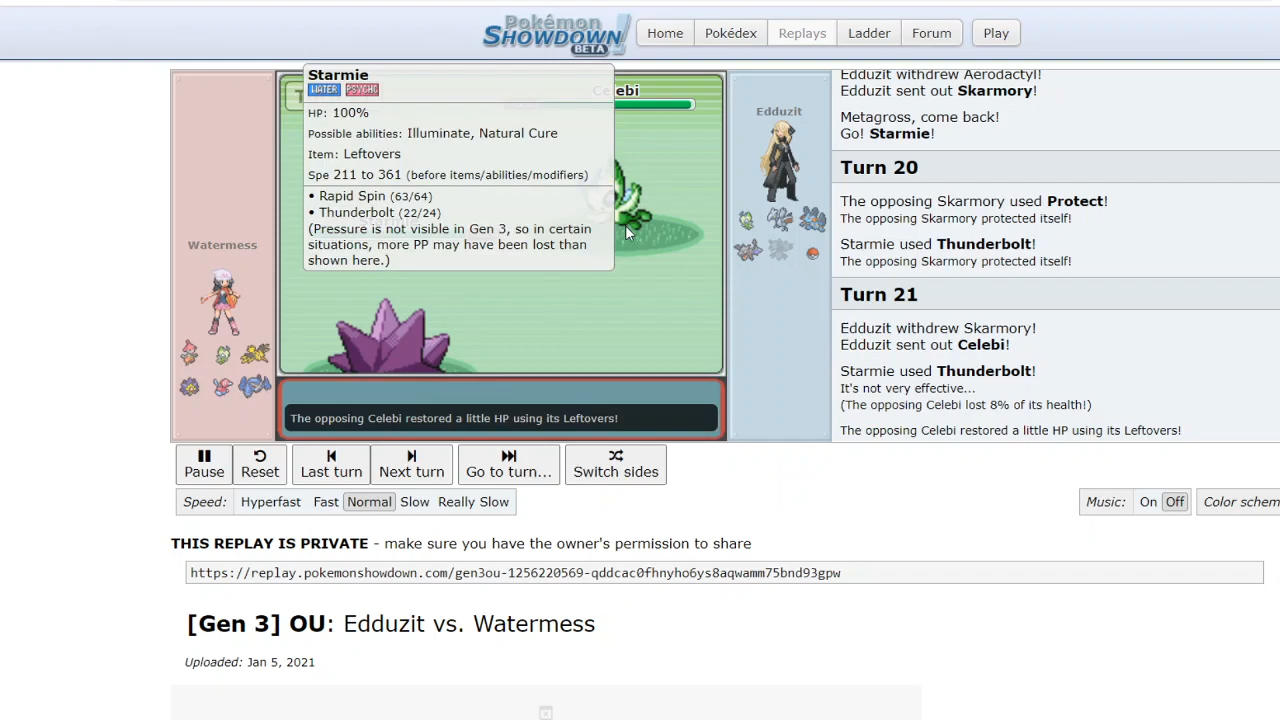 Pokémon
SHOWDOWN!
BETA
Home
Pokédex
Replays
Ladder
Forum
Play
Starmie
WATER PSYCHC
HP: 100%
Possible abilities: Illuminate, Natural Cure
Item: Leftovers
Spe 211 to 361 (before items/abilities/modifiers)
• Rapid Spin (63/64)
• Thunderbolt (22/24)
(Pressure is not visible in Gen 3, so in certain
situations, more PP may have been lost than
shown here.)
Watermess
Edduzit
The opposing Celebi restored a little HP using its Leftovers!
Edduzit withdrew Aerodactyl!
Edduzit sent out Skarmory!
Metagross, come back!
Go! Starmie!
Turn 20
The opposing Skarmory used Protect!
The opposing Skarmory protected itself!
Starmie used Thunderbolt!
The opposing Skarmory protected itself!
Turn 21
Edduzit withdrew Skarmory!
Edduzit sent out Celebi!
Starmie used Thunderbolt!
It's not very effective...
(The opposing Celebi lost 8% of its health!)
The opposing Celebi restored a little HP using its Leftovers!
Pause
Reset
Last turn
Next turn
Go to turn...
Switch sides
Speed: Hyperfast Fast Normal Slow Really Slow
Music: On Off
Color schem
THIS REPLAY IS PRIVATE - make sure you have the owner's permission to share
https://replay.pokemonshowdown.com/gen3ou-1256220569-qddcac0fhnyho6ys8aqwamm75bnd93gpw
[Gen 3] OU: Edduzit vs. Watermess
Uploaded: Jan 5, 2021